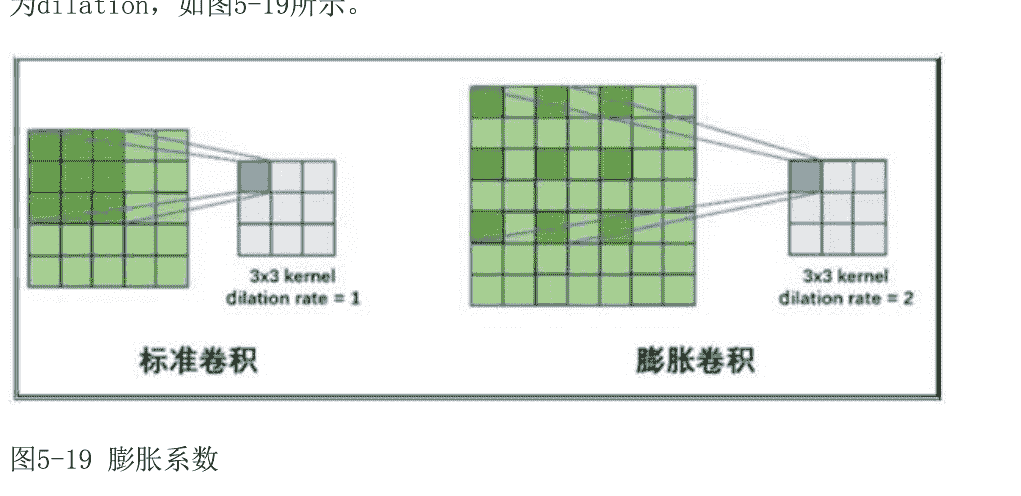 为dilation，如图5-19所示。
3x3 kernel
dilation rate = 1
3x3 kernel
dilation rate = 2
标准卷积
膨胀卷积
图5-19 膨胀系数